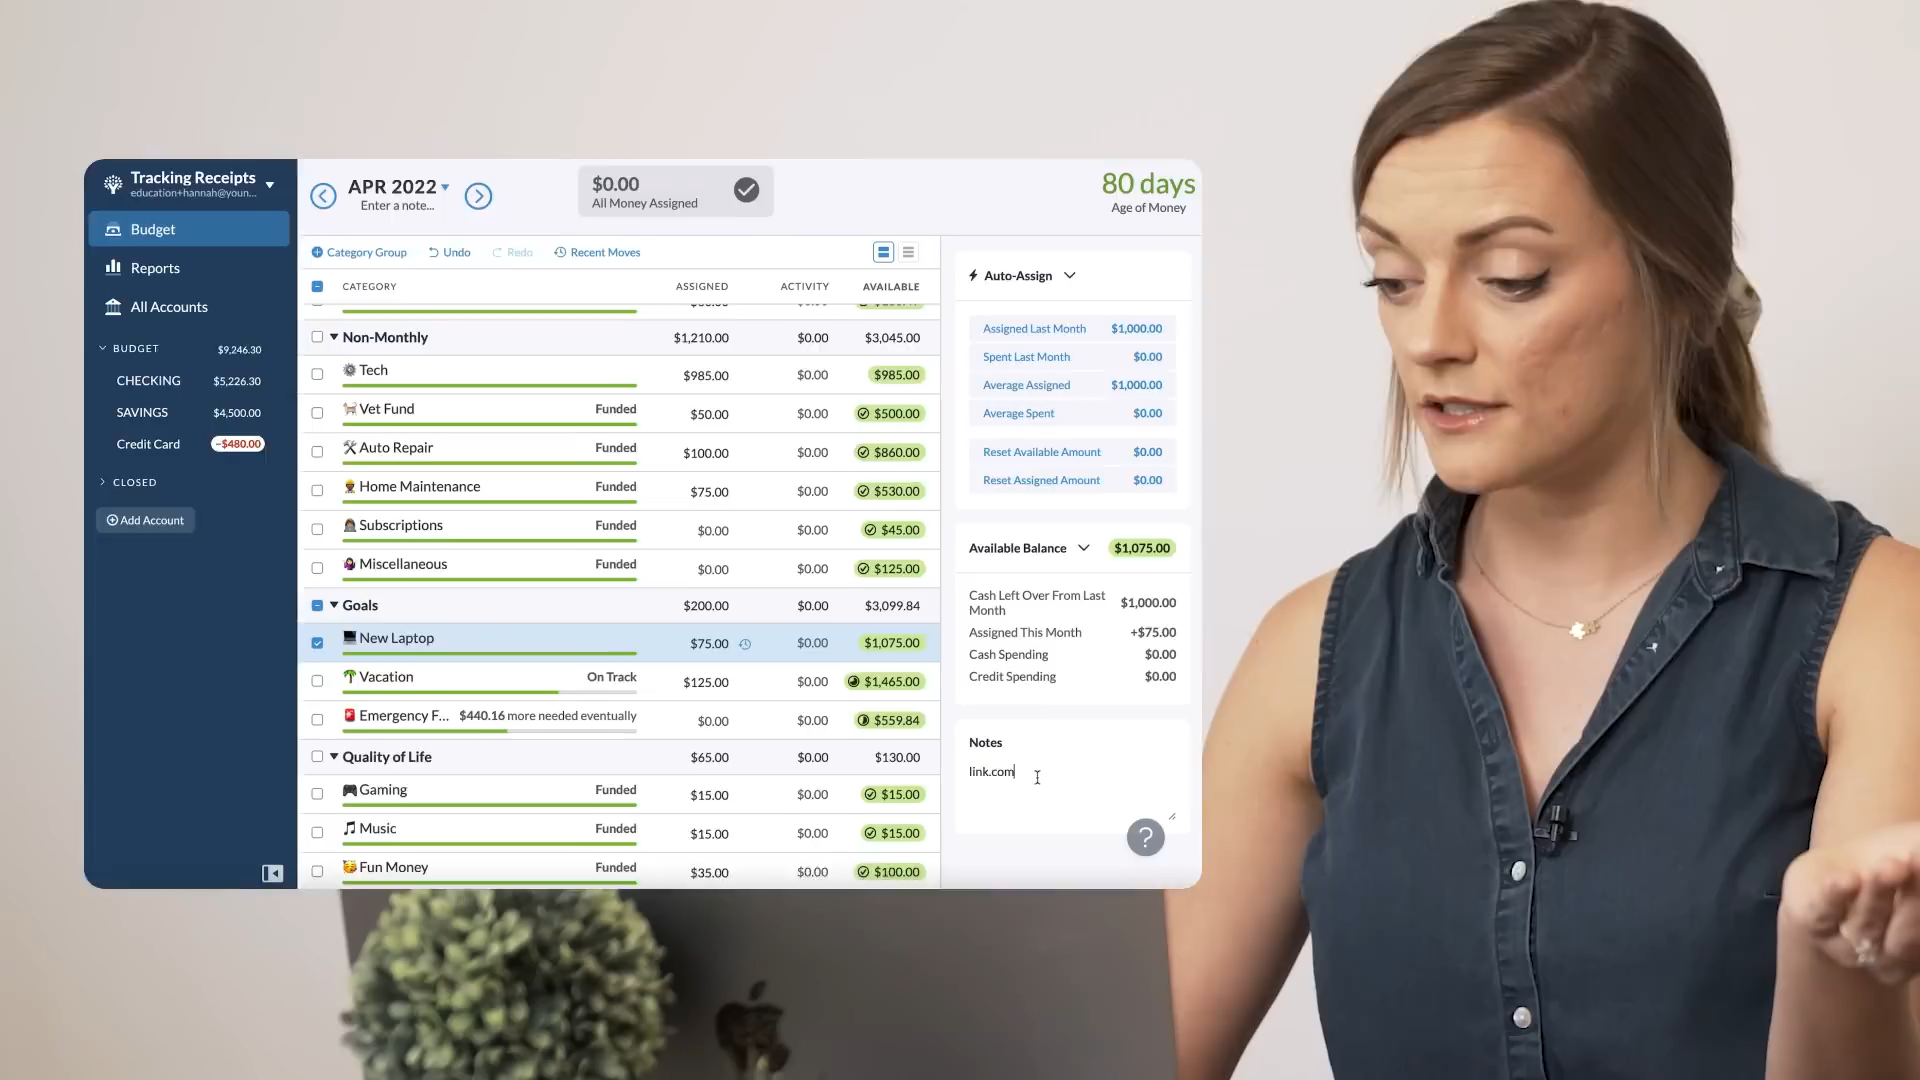 Tracking Receipts
education+hannah@youn...
Budget
Reports
All Accounts
BUDGET $9,246.30
CHECKING $5,226.30
SAVINGS $4,500.00
Credit Card -$480.00
CLOSED
Add Account
APR 2022
Enter a note...
$0.00
All Money Assigned
80 days
Age of Money
Category Group Undo Redo Recent Moves
CATEGORY ASSIGNED ACTIVITY AVAILABLE
Non-Monthly $1,210.00 $0.00 $3,045.00
Tech $985.00 $0.00 $985.00
Vet Fund Funded $50.00 $0.00 $500.00
Auto Repair Funded $100.00 $0.00 $860.00
Home Maintenance Funded $75.00 $0.00 $530.00
Subscriptions Funded $0.00 $0.00 $45.00
Miscellaneous Funded $0.00 $0.00 $125.00
Goals $200.00 $0.00 $3,099.84
New Laptop $75.00 $0.00 $1,075.00
Vacation On Track $125.00 $0.00 $1,465.00
Emergency F... $440.16 more needed eventually $0.00 $0.00 $559.84
Quality of Life $65.00 $0.00 $130.00
Gaming Funded $15.00 $0.00 $15.00
Music Funded $15.00 $0.00 $15.00
Fun Money Funded $35.00 $0.00 $100.00
Auto-Assign
Assigned Last Month $1,000.00
Spent Last Month $0.00
Average Assigned $1,000.00
Average Spent $0.00
Reset Available Amount $0.00
Reset Assigned Amount $0.00
Available Balance $1,075.00
Cash Left Over From Last
Month $1,000.00
Assigned This Month +$75.00
Cash Spending $0.00
Credit Spending $0.00
Notes
link.com
?